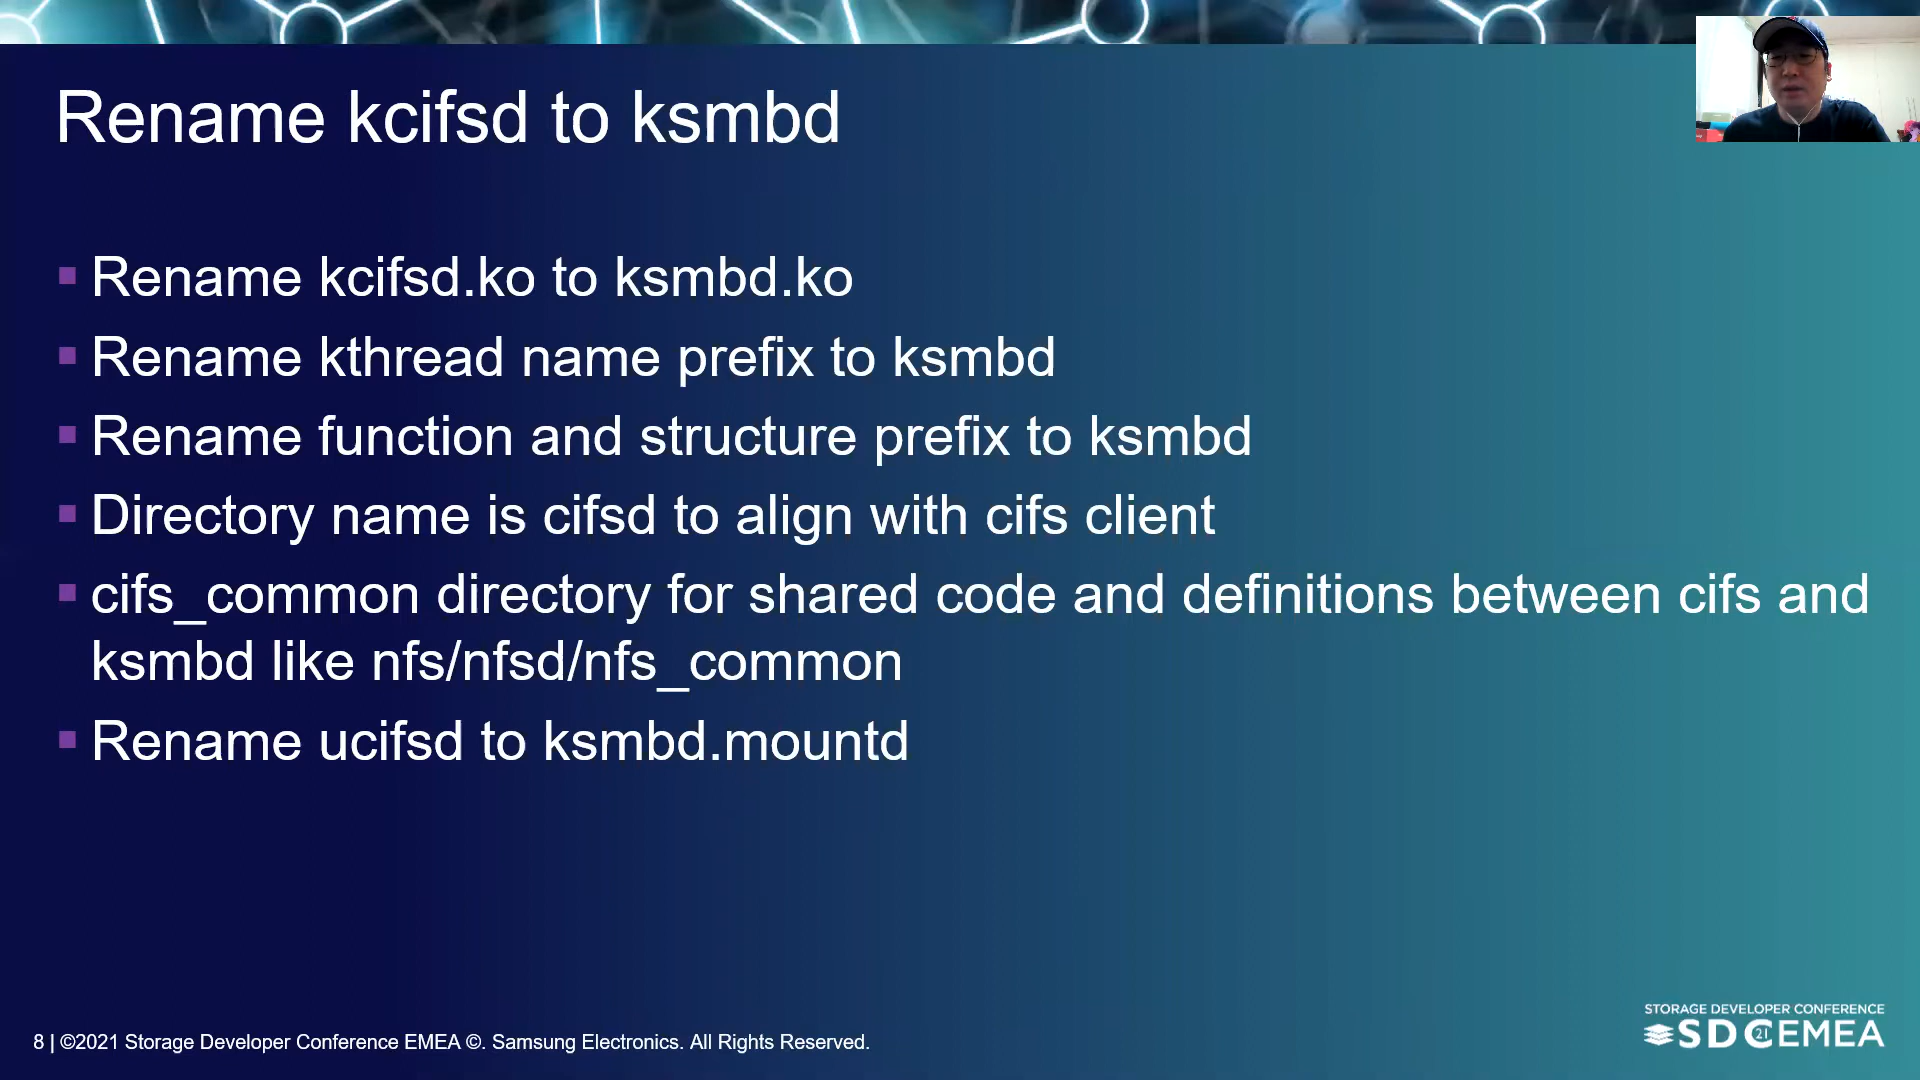 Rename kcifsd to ksmbd
Rename kcifsd.ko to ksmbd.ko
Rename kthread name prefix to ksmbd
Rename function and structure prefix to ksmbd
Directory name is cifsd to align with cifs client
cifs_common directory for shared code and definitions between cifs and
ksmbd like nfs/nfsd/nfs_common
Rename ucifsd to ksmbd.mountd
8 | ©2021 Storage Developer Conference EMEA ©. Samsung Electronics. All Rights Reserved.
STORAGE DEVELOPER CONFERENCE
SDC 21 EMEA